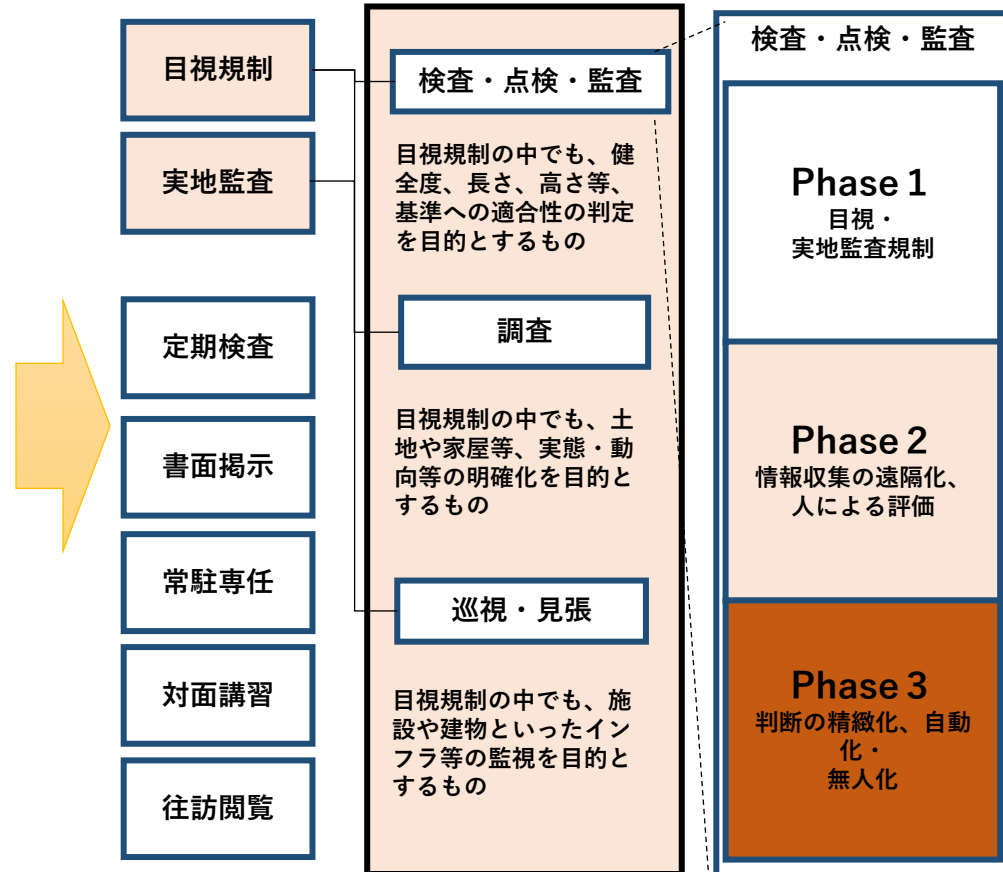 目視規制
実地監査
定期検査
書面掲示
常駐専任
対面講習
往訪閲覧
検査・点検・監査
目視規制の中でも、健
全度、長さ、高さ等、
基準への適合性の判定
を目的とするもの
調査
目視規制の中でも、土
地や家屋等、実態・動
向等の明確化を目的と
するもの
巡視・見張
目視規制の中でも、施
設や建物といったイン
フラ等の監視を目的と
するもの
検査・点検・監査
Phase 1
目視・
実地監査規制
Phase 2
情報収集の遠隔化、
人による評価
Phase 3
判断の精緻化、自動
化・
無人化